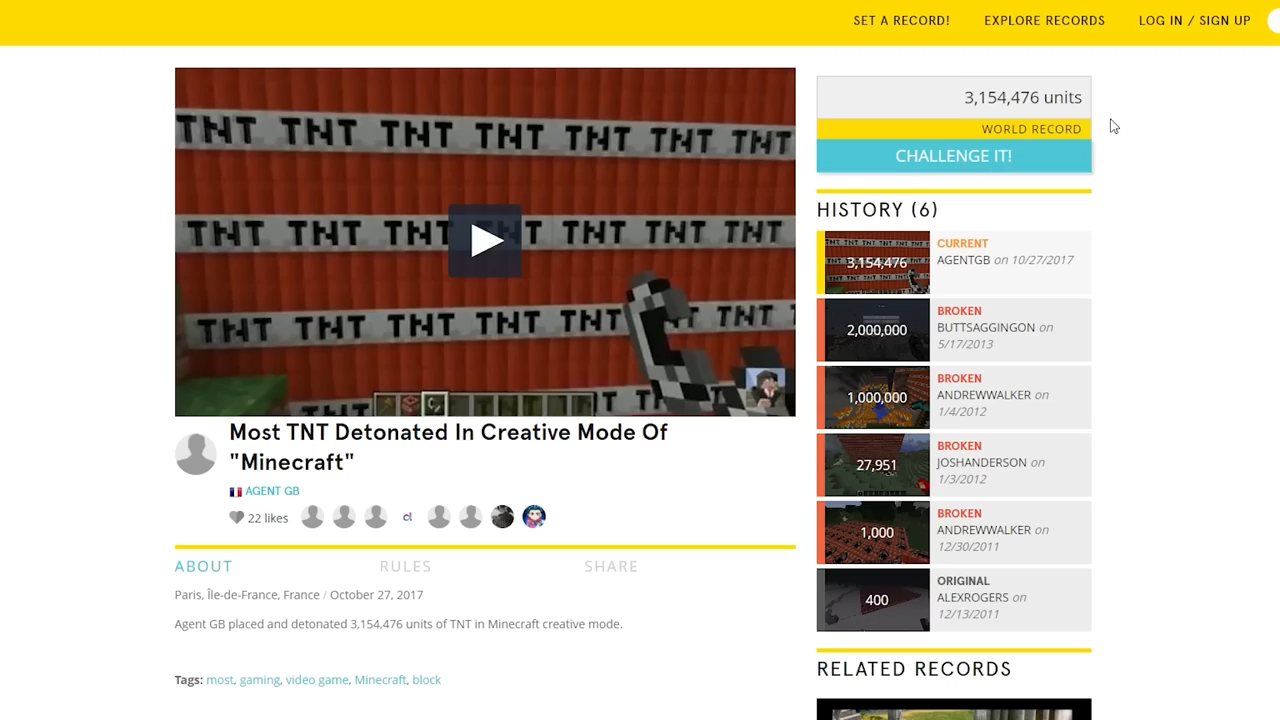 SET A RECORD!
EXPLORE RECORDS
LOG IN / SIGN UP
TNT TNT TNT TNT TNT TNT TNT
TNT TNT TNT TNT TNT TNT
TNT TNT TNT TNT TNT TNT TNT
3,154,476 units
WORLD RECORD
CHALLENGE IT!
HISTORY (6)
3,154,476
CURRENT
AGENTGB on 10/27/2017
2,000,000
BROKEN
BUTTSAGGINGON on
5/17/2013
1,000,000
BROKEN
ANDREWWALKER on
1/4/2012
27,951
BROKEN
JOSHANDERSON on
1/3/2012
1,000
BROKEN
ANDREWWALKER on
12/30/2011
400
ORIGINAL
ALEXROGERS on
12/13/2011
RELATED RECORDS
Most TNT Detonated In Creative Mode Of
"Minecraft"
AGENT GB
22 likes
ABOUT
RULES
SHARE
Paris, Île-de-France, France / October 27, 2017
Agent GB placed and detonated 3,154,476 units of TNT in Minecraft creative mode.
Tags: most, gaming, video game, Minecraft, block